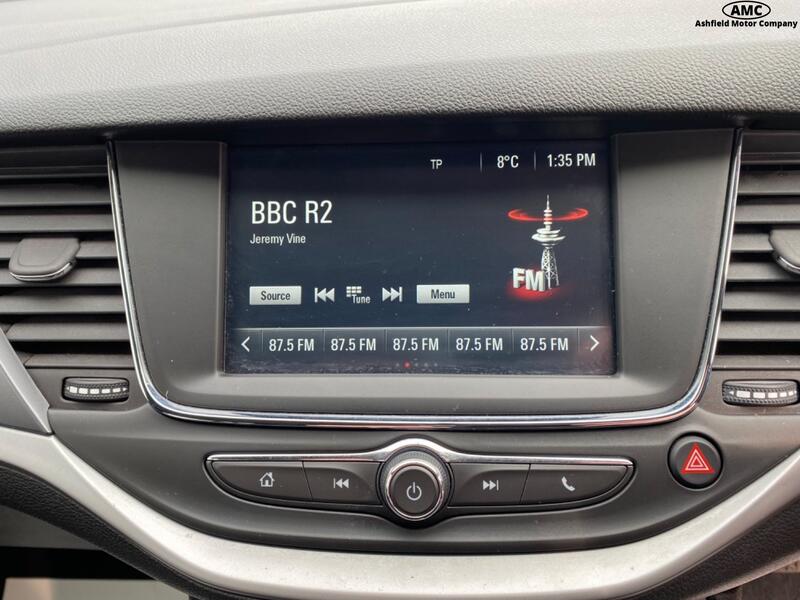 AMC
Ashfield Motor Company
TP 8°C 1:35 PM
BBC R2
Jeremy Vine
FM
Source Tune Menu
87.5 FM 87.5 FM 87.5 FM 87.5 FM 87.5 FM